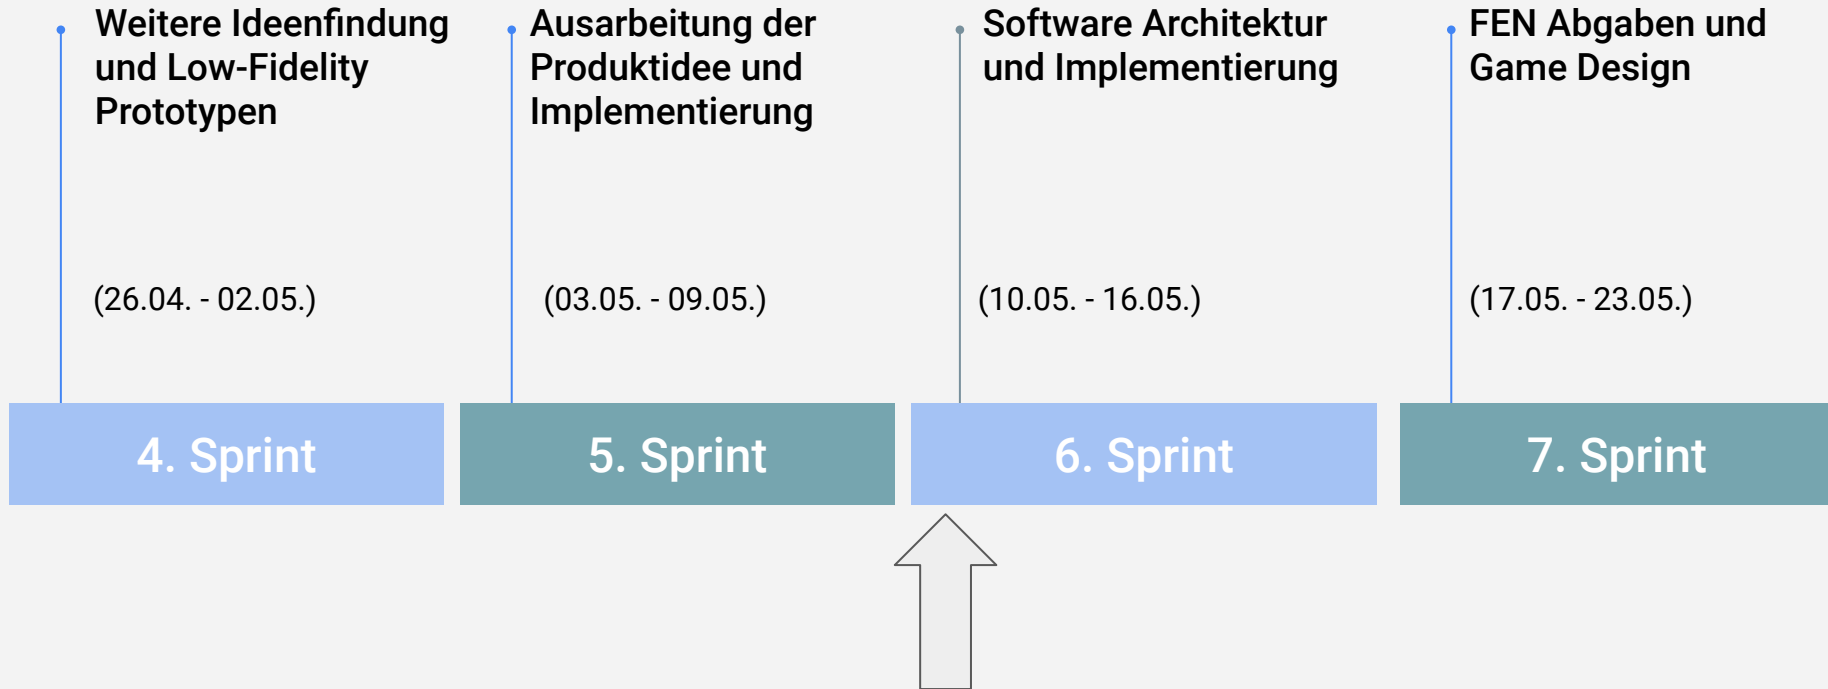 Weitere Ideenfindung
und Low-Fidelity
Prototypen
Ausarbeitung der
Produktidee und
Implementierung
Software Architektur
und Implementierung
FEN Abgaben und
Game Design
(26.04. - 02.05.)
(03.05. - 09.05.)
(10.05. - 16.05.)
(17.05. - 23.05.)
4. Sprint
5. Sprint
6. Sprint
7. Sprint